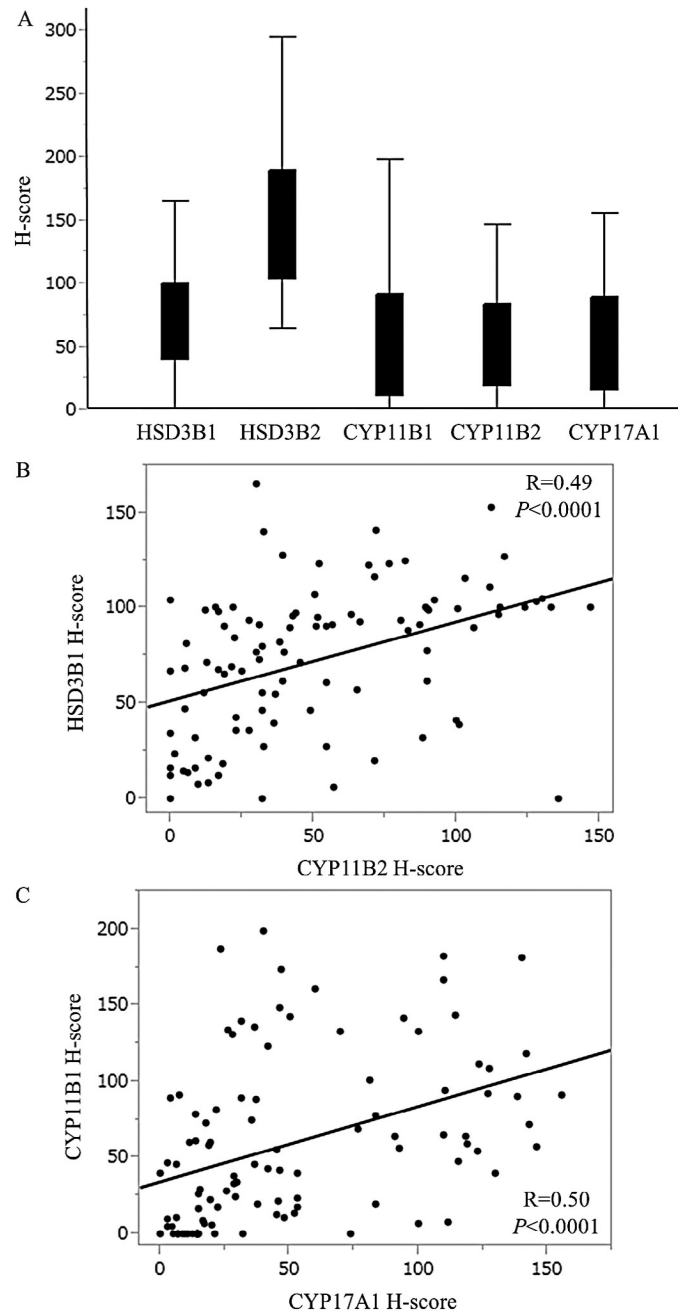 A
300
250
200
150
100
50
0
H-score
HSD3B1 HSD3B2 CYP11B1 CYP11B2 CYP17A1
B
R=0.49
P<0.0001
150
100
50
0
HSD3B1 H-score
0 50 100 150
CYP11B2 H-score
C
200
150
100
50
0
CYP11B1 H-score
R=0.50
P<0.0001
0 50 100 150
CYP17A1 H-score